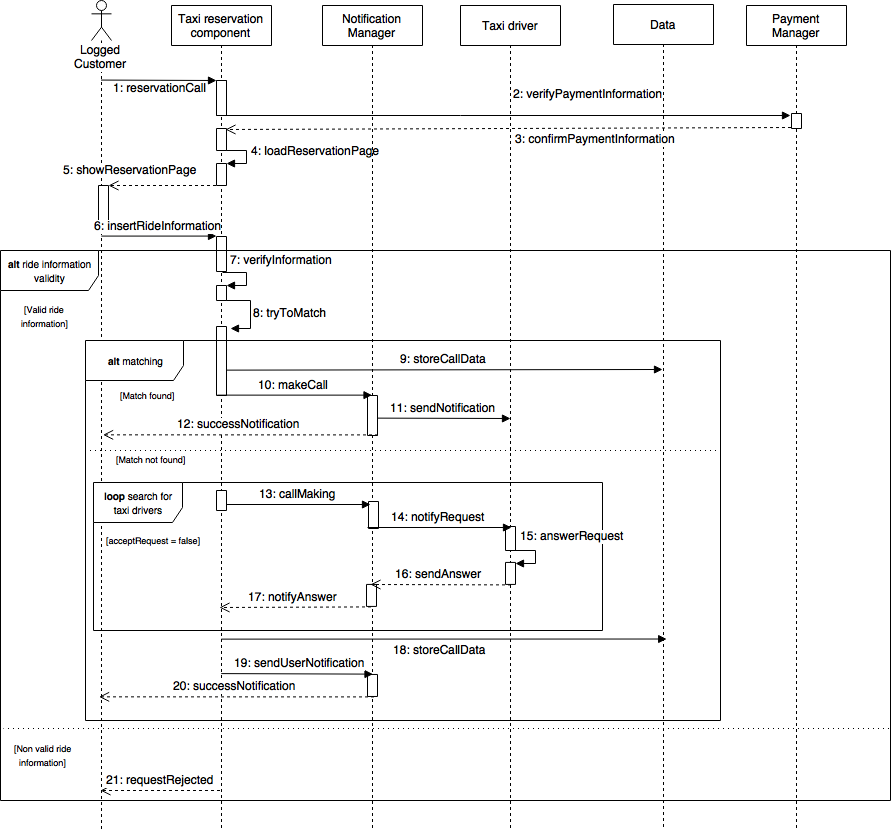 Logged
Customer
Taxi reservation
component
Notification
Manager
Taxi driver
Data
Payment
Manager
1: reservationCall
2: verifyPaymentInformation
3: confirmPaymentInformation
4: loadReservationPage
5: showReservationPage
6: insertRideInformation
alt ride information
validity
7: verifyInformation
[Valid ride
information]
8: tryToMatch
alt matching
9: storeCallData
[Match found]
10: makeCall
11: sendNotification
12: successNotification
[Match not found]
loop search for
taxi drivers
13: callMaking
14: notifyRequest
[acceptRequest = false]
15: answerRequest
16: sendAnswer
17: notifyAnswer
18: storeCallData
19: sendUserNotification
20: successNotification
[Non valid ride
information]
21: requestRejected